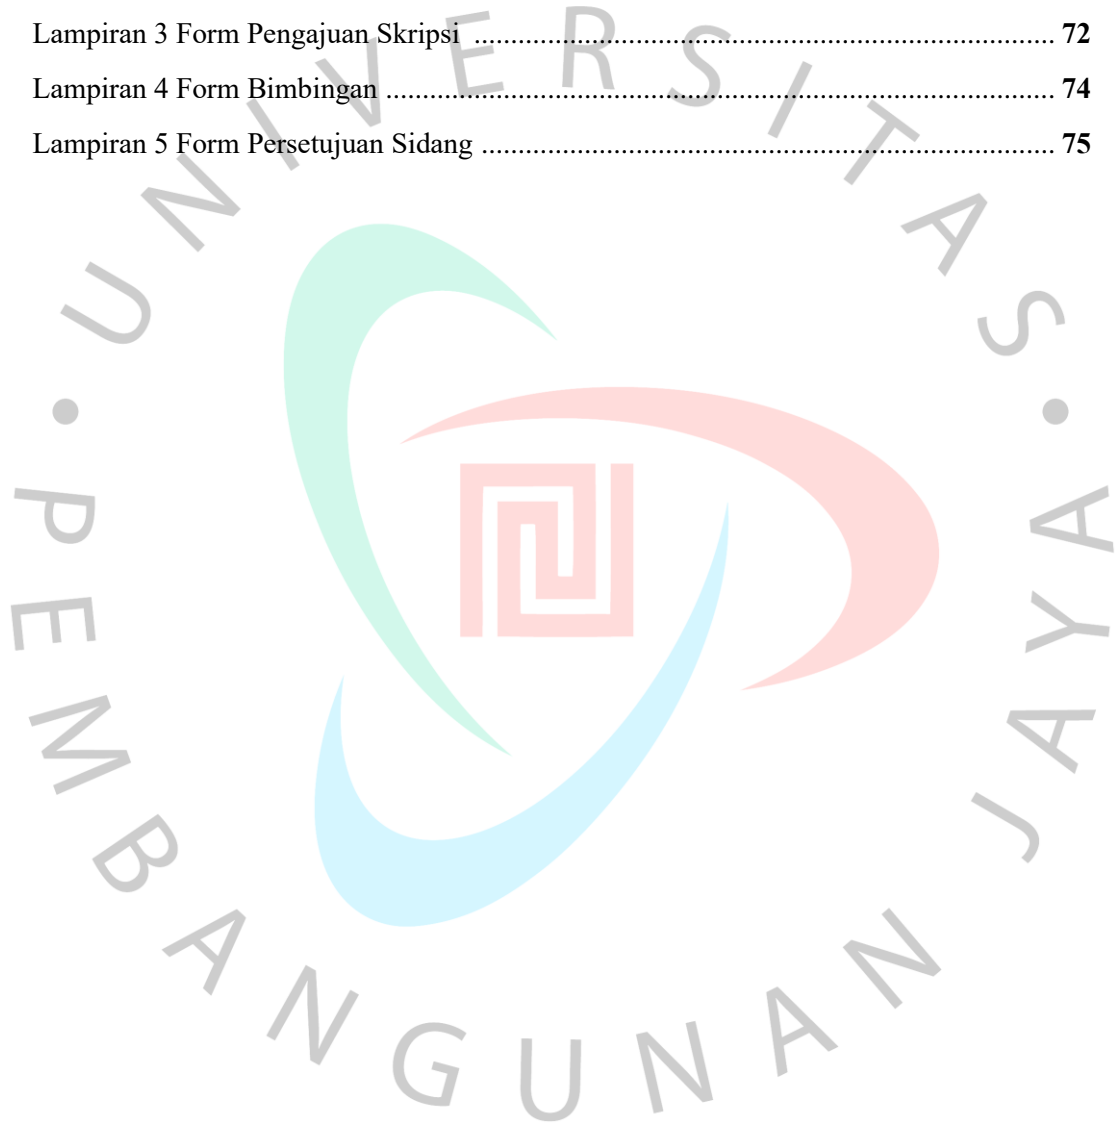 Lampiran 3 Form Pengajuan Skripsi ................................................................................ 72
Lampiran 4 Form Bimbingan ............................................................................................ 74
Lampiran 5 Form Persetujuan Sidang ............................................................................... 75
UNIVERSITAS • PEMBANGUNAN JAYA •